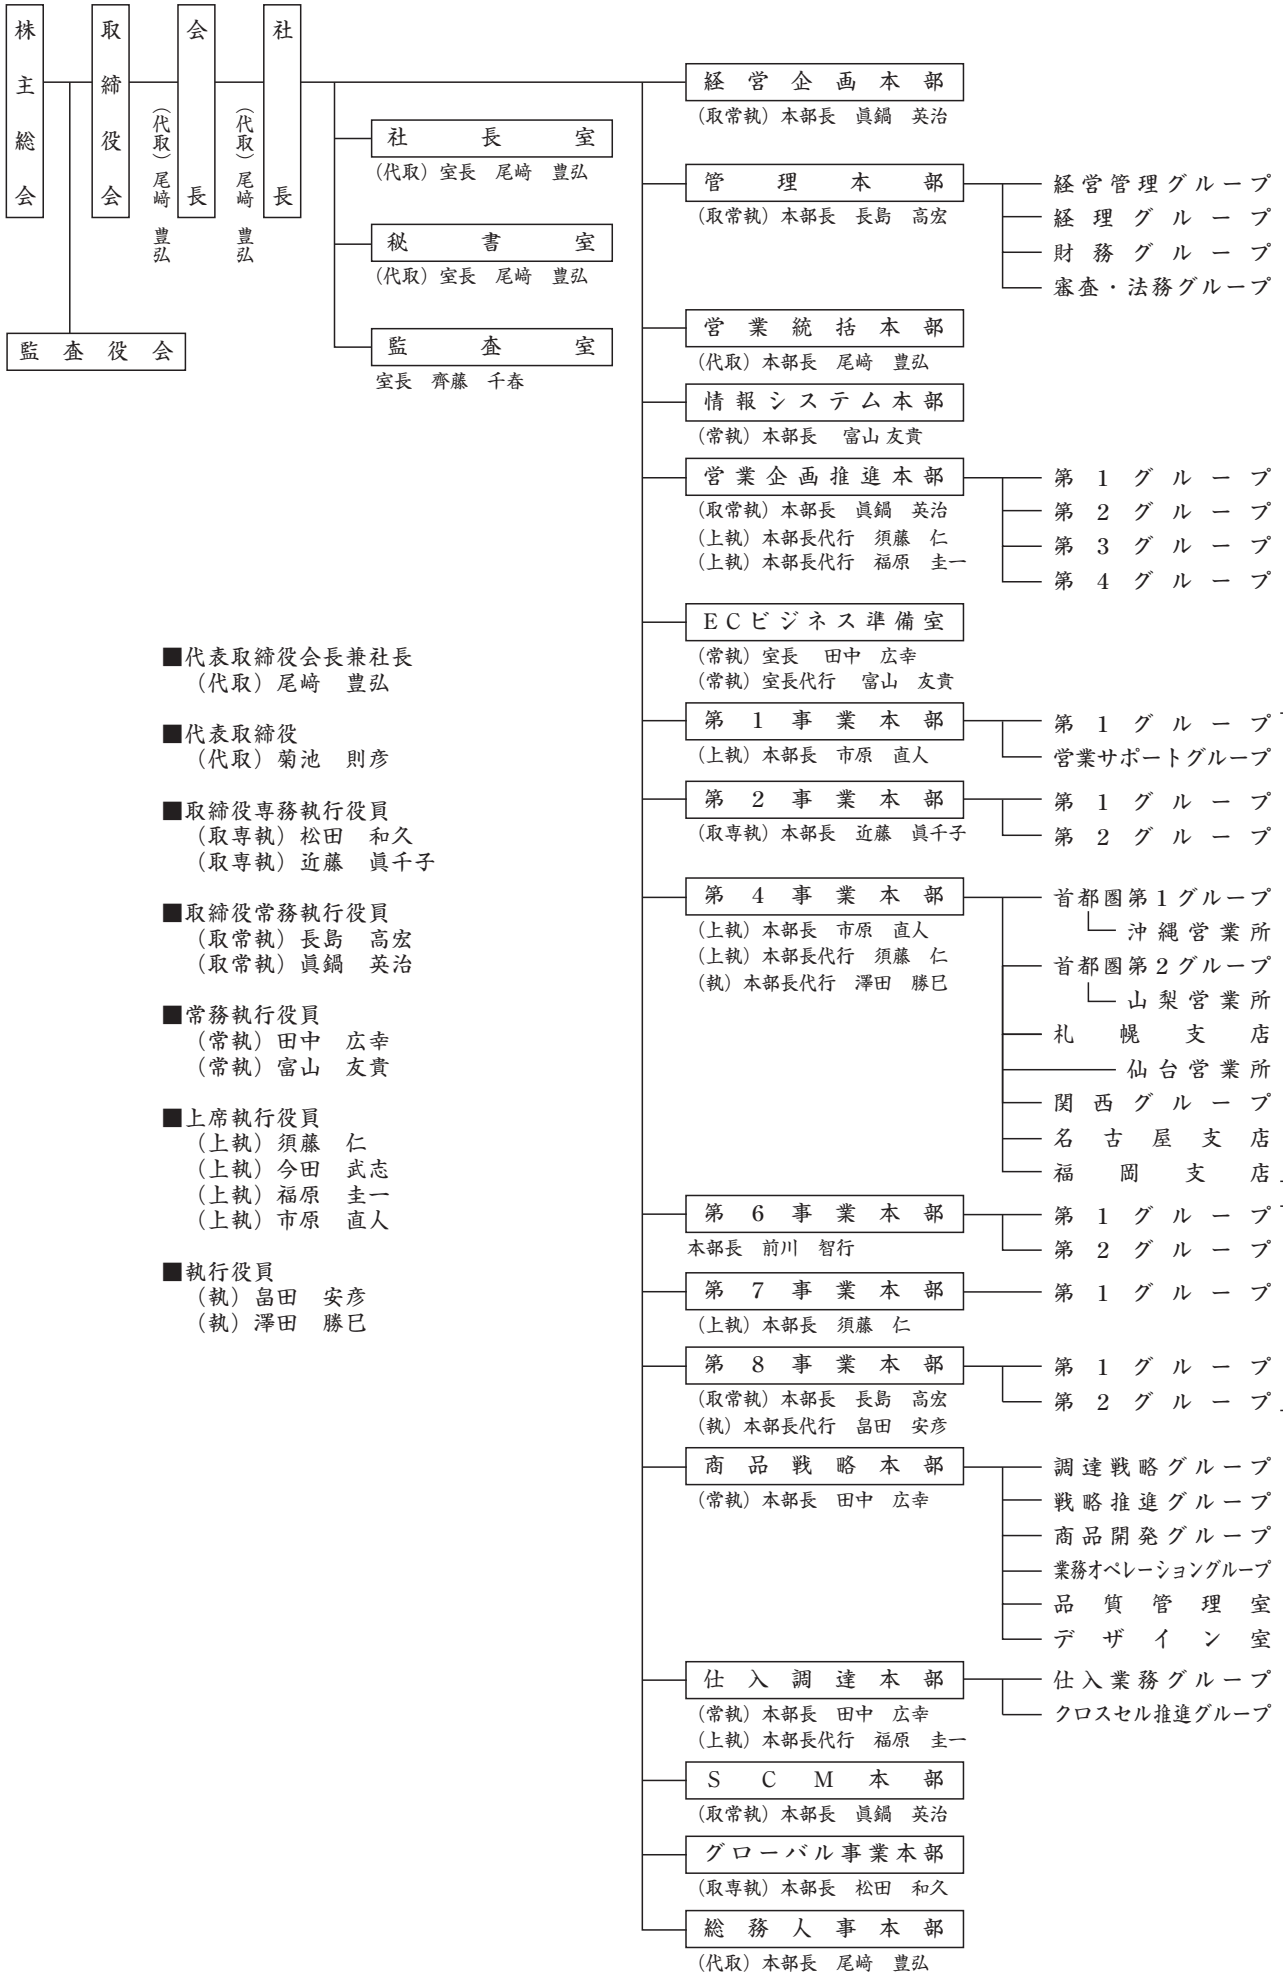 株主総会
取締役会
会長
(代取) 尾﨑 豊弘
社長
(代取) 尾﨑 豊弘
監査役会
社長室
(代取) 室長 尾﨑 豊弘
秘書室
(代取) 室長 尾﨑 豊弘
監査室
室長 齊藤 千春
経営企画本部
(取常執) 本部長 眞鍋 英治
管理本部
(取常執) 本部長 長島 高宏
経営管理グループ
経理グループ
財務グループ
審査・法務グループ
営業統括本部
(代取) 本部長 尾﨑 豊弘
情報システム本部
(常執) 本部長 富山 友貴
営業企画推進本部
(取常執) 本部長 眞鍋 英治
(上執) 本部長代行 須藤 仁
(上執) 本部長代行 福原 圭一
第1グループ
第2グループ
第3グループ
第4グループ
ECビジネス準備室
(常執) 室長 田中 広幸
(常執) 室長代行 富山 友貴
第1事業本部
(上執) 本部長 市原 直人
第1グループ
営業サポートグループ
第2事業本部
(取専執) 本部長 近藤 眞千子
第1グループ
第2グループ
第4事業本部
(上執) 本部長 市原 直人
(上執) 本部長代行 須藤 仁
(執) 本部長代行 澤田 勝巳
首都圏第1グループ
沖縄営業所
首都圏第2グループ
山梨営業所
札幌支店
仙台営業所
関西グループ
名古屋支店
福岡支店
第6事業本部
本部長 前川 智行
第1グループ
第2グループ
第7事業本部
(上執) 本部長 須藤 仁
第1グループ
第8事業本部
(取常執) 本部長 長島 高宏
(執) 本部長代行 畠田 安彦
第1グループ
第2グループ
商品戦略本部
(常執) 本部長 田中 広幸
調達戦略グループ
戦略推進グループ
商品開発グループ
業務オペレーショングループ
品質管理室
デザイン室
仕入調達本部
(常執) 本部長 田中 広幸
(上執) 本部長代行 福原 圭一
仕入業務グループ
クロスセル推進グループ
SCM本部
(取常執) 本部長 眞鍋 英治
グローバル事業本部
(取専執) 本部長 松田 和久
総務人事本部
(代取) 本部長 尾﨑 豊弘
■代表取締役会長兼社長
(代取) 尾﨑 豊弘
■代表取締役
(代取) 菊池 則彦
■取締役専務執行役員
(取専執) 松田 和久
(取専執) 近藤 眞千子
■取締役常務執行役員
(取常執) 長島 高宏
(取常執) 眞鍋 英治
■常務執行役員
(常執) 田中 広幸
(常執) 富山 友貴
■上席執行役員
(上執) 須藤 仁
(上執) 今田 武志
(上執) 福原 圭一
(上執) 市原 直人
■執行役員
(執) 畠田 安彦
(執) 澤田 勝巳